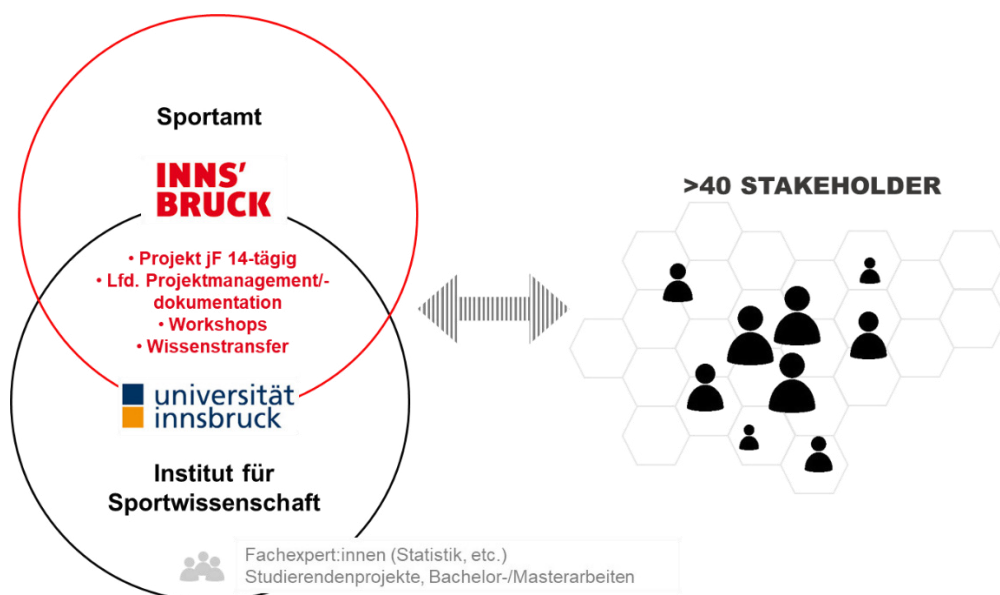 Sportamt
INNS'
BRUCK
• Projekt jF 14-tägig
• Lfd. Projektmanagement/-
dokumentation
• Workshops
• Wissenstransfer
universität
innsbruck
Institut für
Sportwissenschaft
Fachexpert:innen (Statistik, etc.)
Studierendenprojekte, Bachelor-/Masterarbeiten
>40 STAKEHOLDER